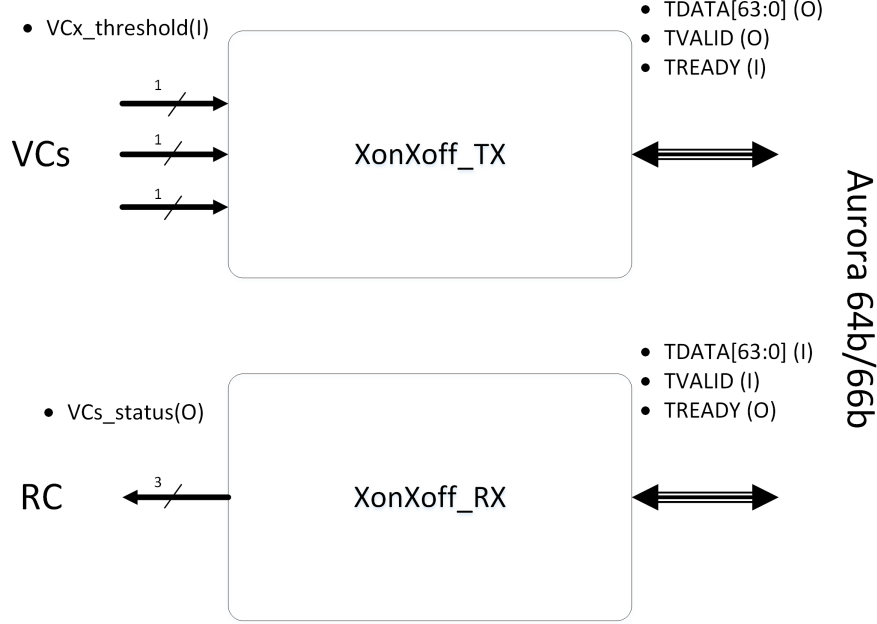 • VCx_threshold(I)
• TDATA[63:0] (O)
• TVALID (O)
• TREADY (I)
1
1
1
VCs
XonXoff_TX
Aurora 64b/66b
• TDATA[63:0] (I)
• TVALID (I)
• TREADY (O)
• VCs_status(O)
3
RC
XonXoff_RX